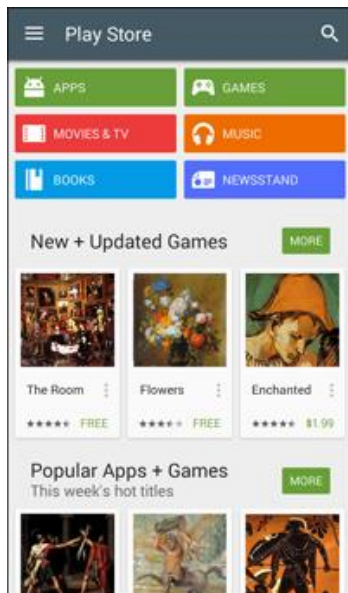 Play Store
APPS
GAMES
MOVIES & TV
MUSIC
BOOKS
NEWSSTAND
New + Updated Games
MORE
The Room
Flowers
Enchanted
FREE
FREE
$1.99
Popular Apps + Games
This week's hot titles
MORE